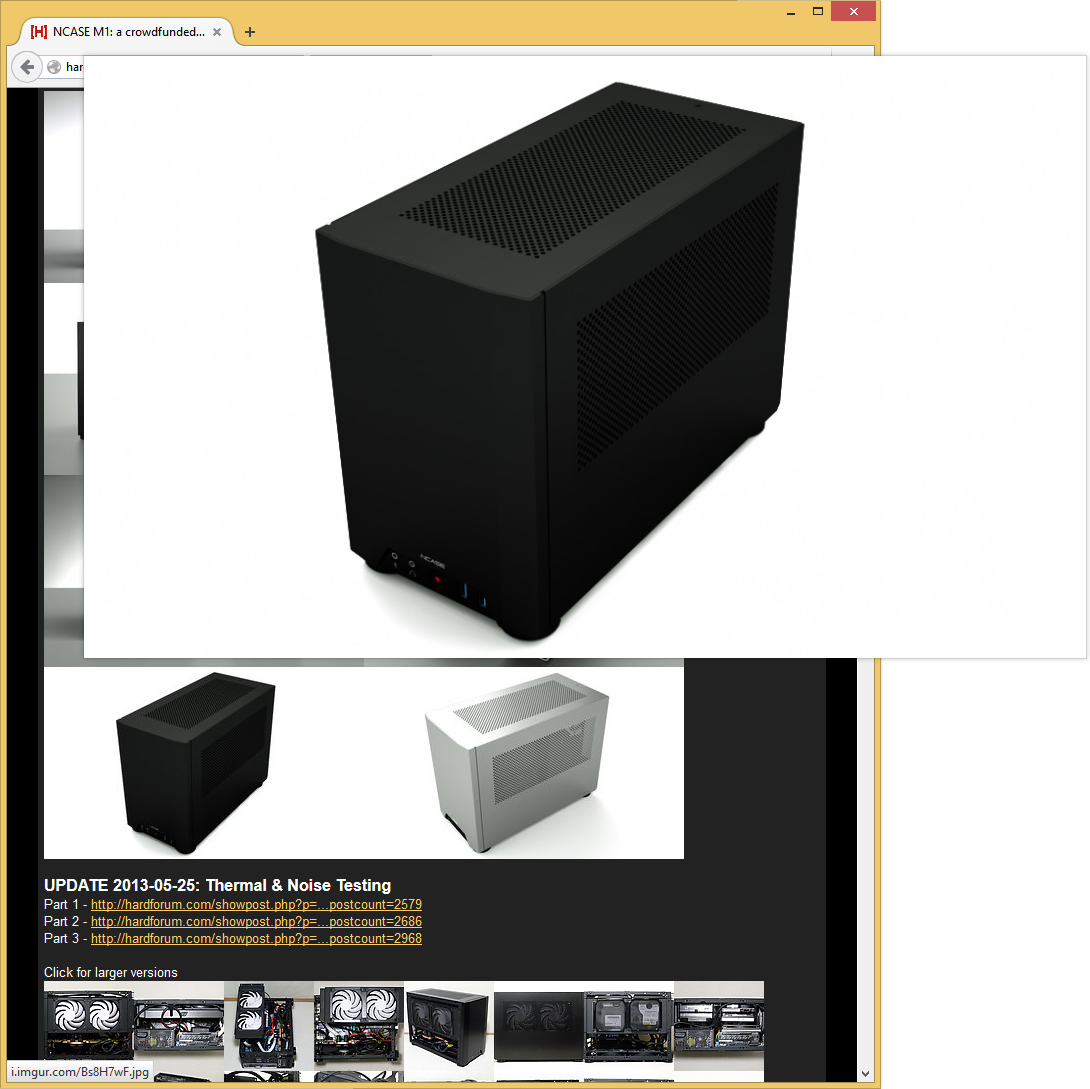 [H] NCASE M1: a crowdfunded...
har
NCASE
UPDATE 2013-05-25: Thermal & Noise Testing
Part 1 - http://hardforum.com/showpost.php?p=...postcount=2579
Part 2 - http://hardforum.com/showpost.php?p=...postcount=2686
Part 3 - http://hardforum.com/showpost.php?p=...postcount=2968
Click for larger versions
i.imgur.com/Bs8H7wF.jpg